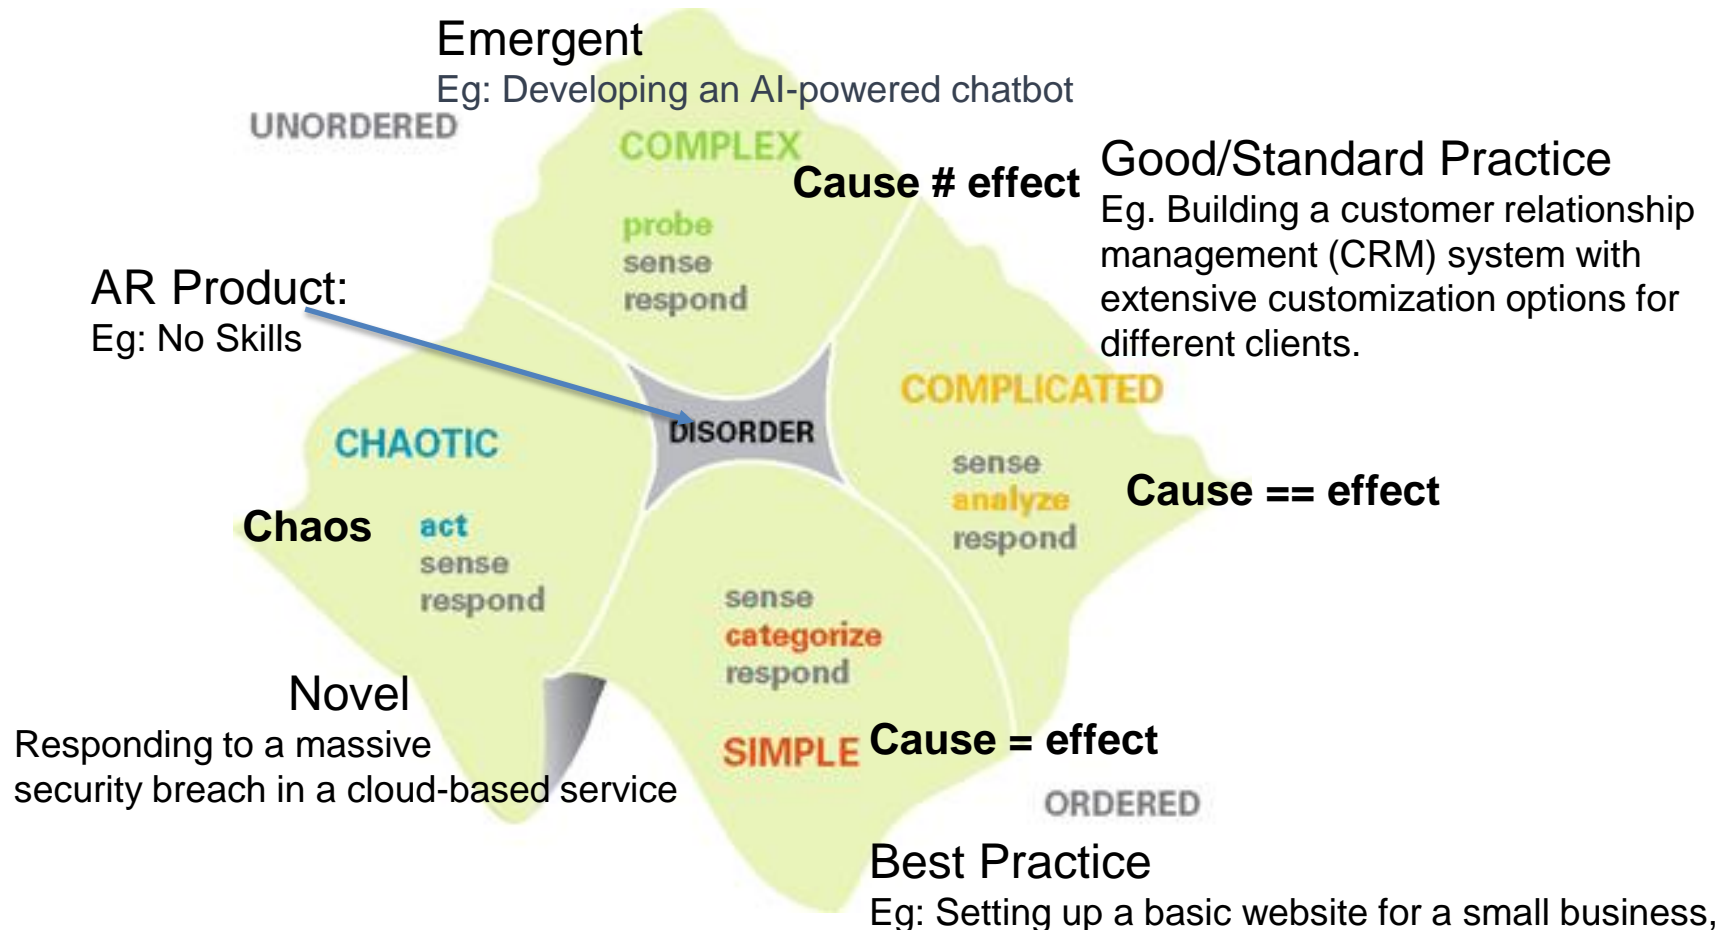 Emergent
Eg: Developing an AI-powered chatbot
UNORDERED
COMPLEX
Cause # effect
probe
sense
respond
Good/Standard Practice
Eg. Building a customer relationship
management (CRM) system with
extensive customization options for
different clients.
AR Product:
Eg: No Skills
COMPLICATED
sense
analyze
respond
Cause == effect
DISORDER
CHAOTIC
Chaos
act
sense
respond
Novel
Responding to a massive
security breach in a cloud-based service
sense
categorize
respond
SIMPLE
Cause = effect
ORDERED
Best Practice
Eg: Setting up a basic website for a small business,